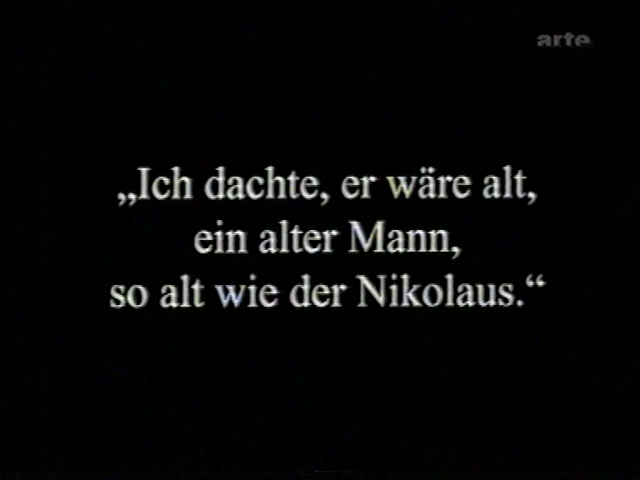 arte
„Ich dachte, er wäre alt,
ein alter Mann,
so alt wie der Nikolaus.“